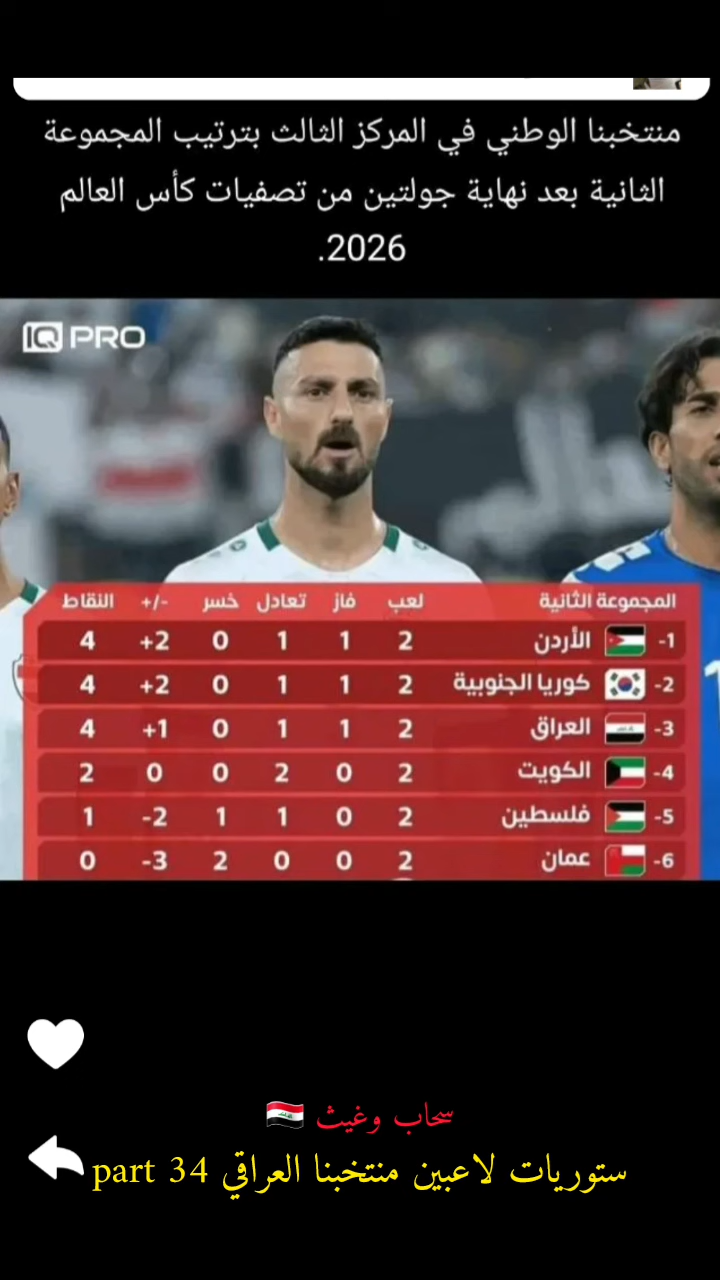 منتخبنا الوطني في المركز الثالث بترتيب المجموعة
الثانية بعد نهاية جولتين من تصفيات كأس العالم
2026.
IQ PRO
المجموعة الثانية لعب فاز تعادل خسر -/+ النقاط
1- الأردن 2 1 1 0 +2 4
2- كوريا الجنوبية 2 1 1 0 +2 4
3- العراق 2 1 1 0 +1 4
4- الكويت 2 0 2 0 0 2
5- فلسطين 2 0 1 1 -2 1
6- عمان 2 0 0 2 -3 0
سحاب وغيث 🇮🇶
ستوريات لاعبين منتخبنا العراقي part 34